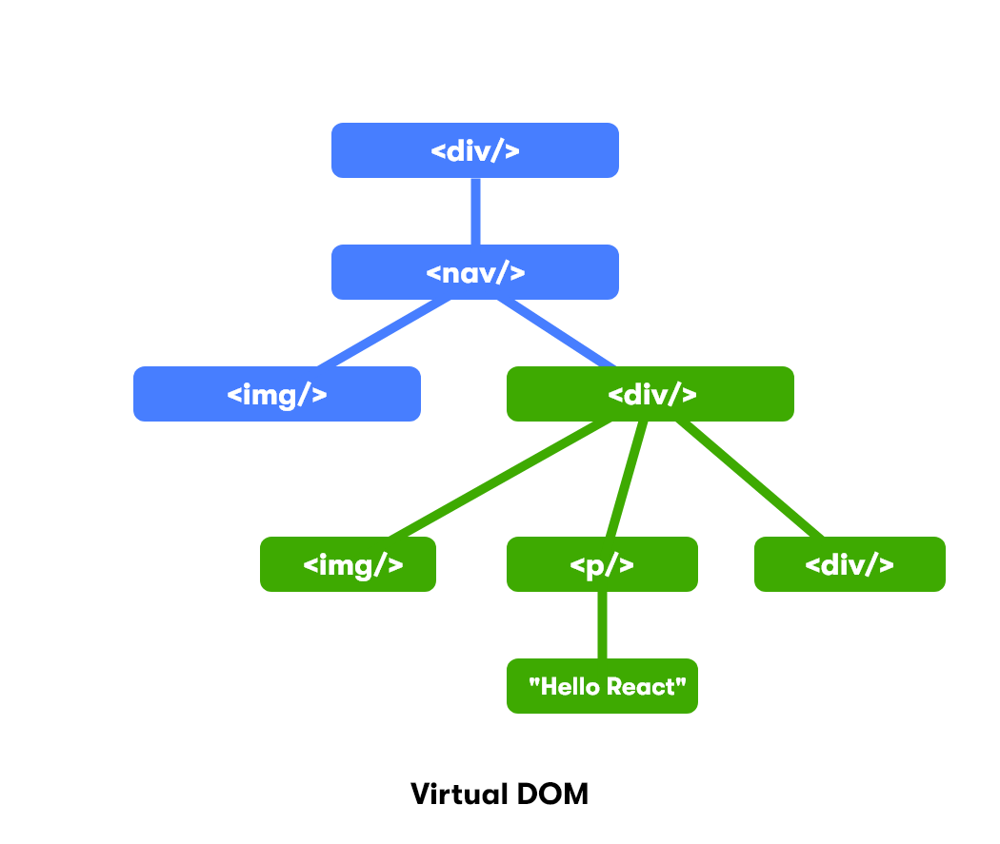 <div/>
<nav/>
<img/>
<div/>
<img/>
<p/>
<div/>
"Hello React"
Virtual DOM